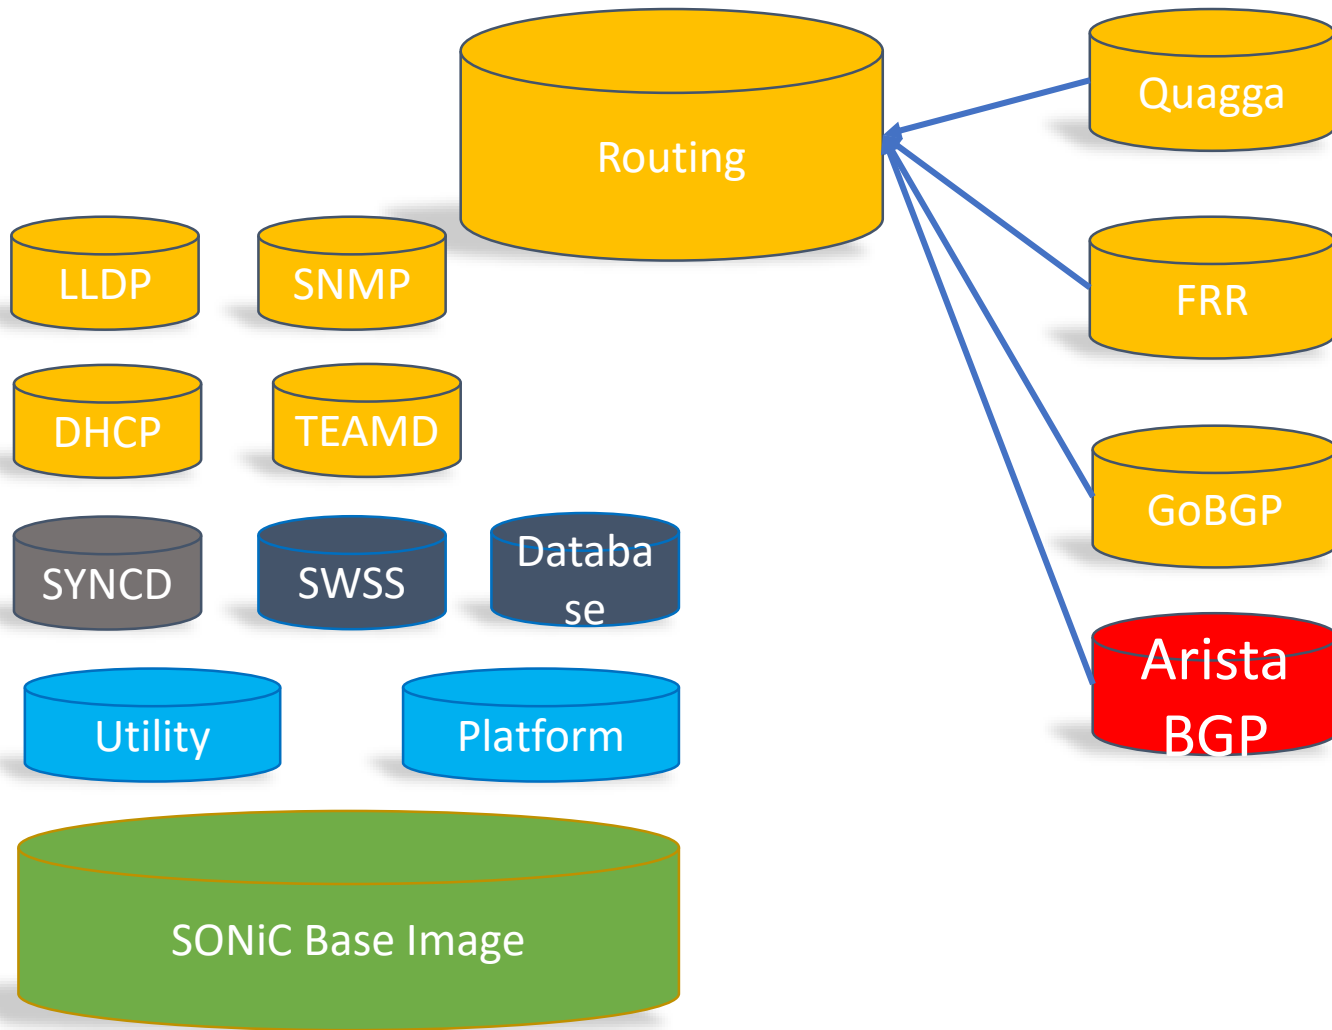 Routing
Quagga
LLDP
SNMP
FRR
DHCP
TEAMD
GoBGP
SYNCD
SWSS
Databa
se
Arista
BGP
Utility
Platform
SONiC Base Image